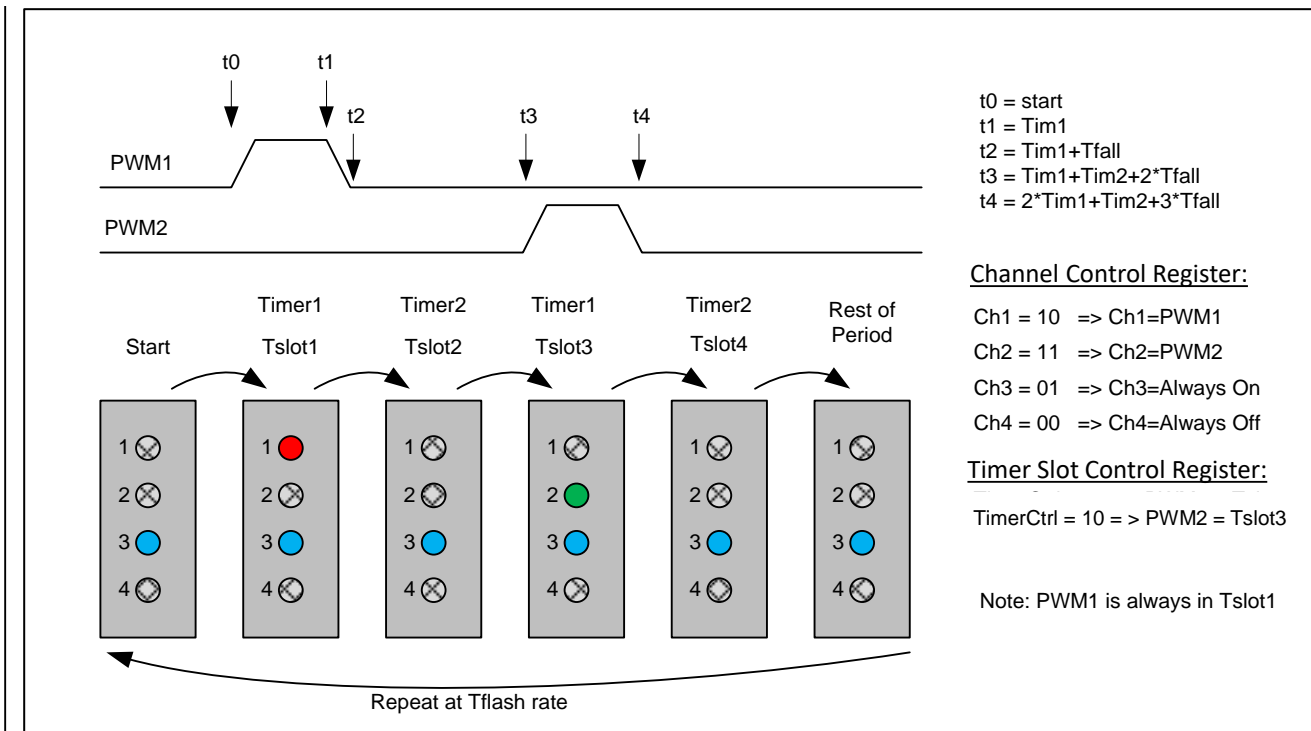 t0
t1
t2
t3
t4
PWM1
PWM2
t0 = start
t1 = Tim1
t2 = Tim1+Tfall
t3 = Tim1+Tim2+2*Tfall
t4 = 2*Tim1+Tim2+3*Tfall
Channel Control Register:
Ch1 = 10 => Ch1=PWM1
Ch2 = 11 => Ch2=PWM2
Ch3 = 01 => Ch3=Always On
Ch4 = 00 => Ch4=Always Off
Timer Slot Control Register:
TimerCtrl = 10 = > PWM2 = Tslot3
Note: PWM1 is always in Tslot1
Start
Timer1
Tslot1
Timer2
Tslot2
Timer1
Tslot3
Timer2
Tslot4
Rest of
Period
1
2
3
4
1
2
3
4
1
2
3
4
1
2
3
4
1
2
3
4
1
2
3
4
Repeat at Tflash rate